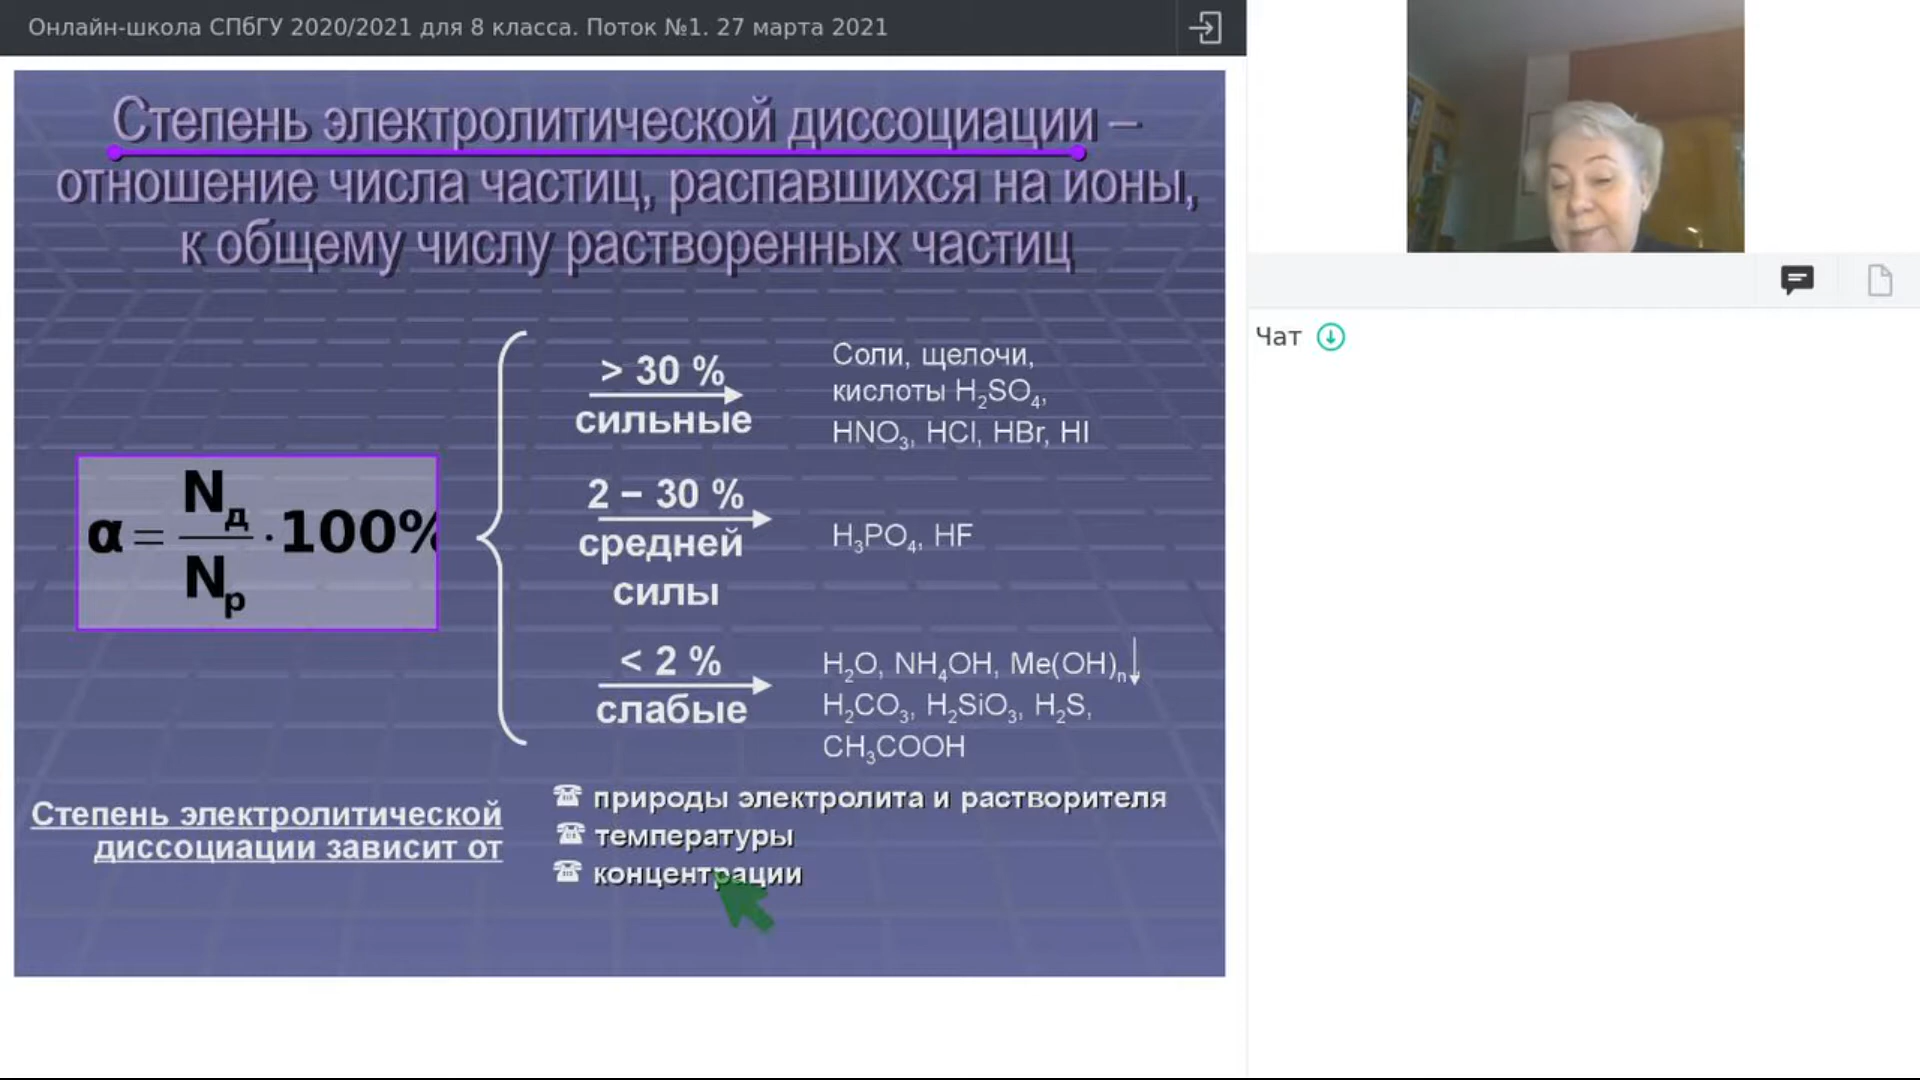 Онлайн-школа СПбГУ 2020/2021 для 8 класса. Поток №1. 27 марта 2021
Степень электролитической диссоциации –
отношение числа частиц, распавшихся на ионы,
к общему числу растворенных частиц
α = Nд/Nр · 100%
> 30 %
сильные
Соли, щелочи,
кислоты H₂SO₄,
HNO₃, HCl, HBr, HI
2 – 30 %
средней
силы
H₃PO₄, HF
< 2 %
слабые
H₂O, NH₄OH, Me(OH)ₙ↓
H₂CO₃, H₂SiO₃, H₂S,
CH₃COOH
Степень электролитической
диссоциации зависит от
☎ природы электролита и растворителя
☎ температуры
☎ концентрации
Чат